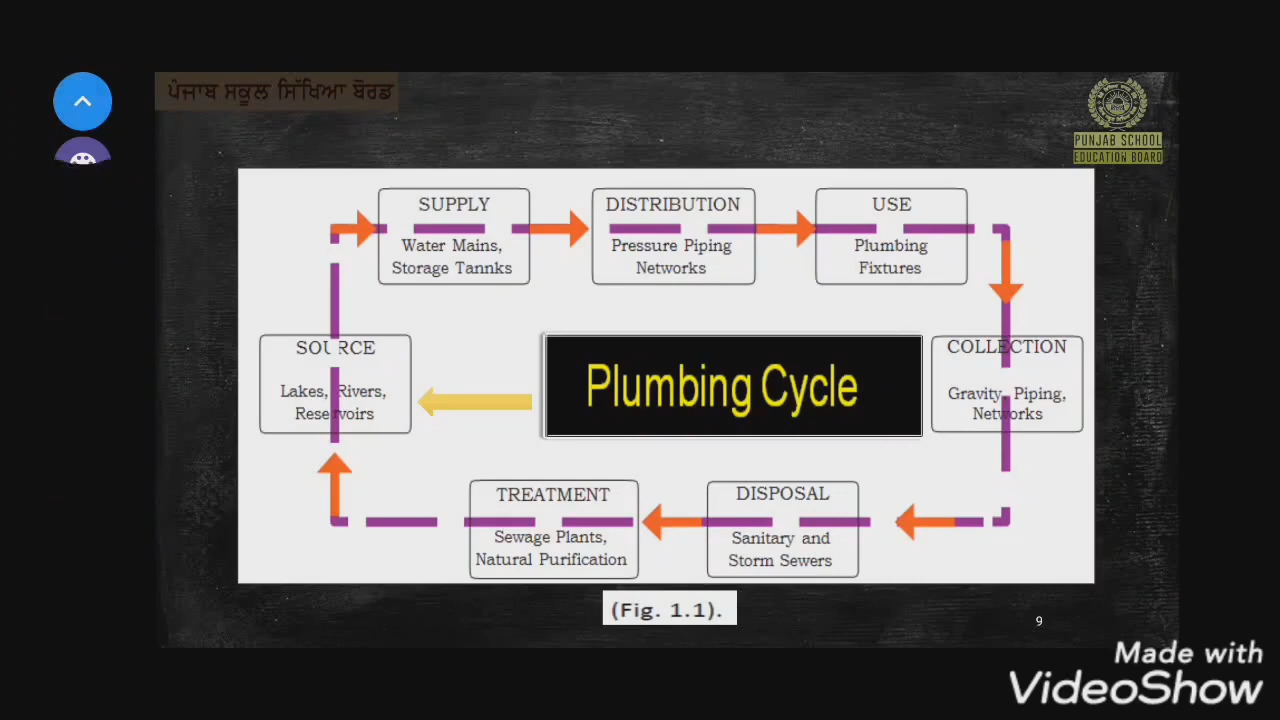 ਪੰਜਾਬ ਸਕੂਲ ਸਿੱਖਿਆ ਬੋਰਡ
PUNJAB SCHOOL
EDUCATION BOARD
SUPPLY
Water Mains,
Storage Tannks
DISTRIBUTION
Pressure Piping
Networks
USE
Plumbing
Fixtures
SOURCE
Lakes, Rivers,
Reservoirs
Plumbing Cycle
COLLECTION
Gravity, Piping,
Networks
TREATMENT
Sewage Plants,
Natural Purification
DISPOSAL
Sanitary and
Storm Sewers
(Fig. 1.1).
9
Made with
VideoShow